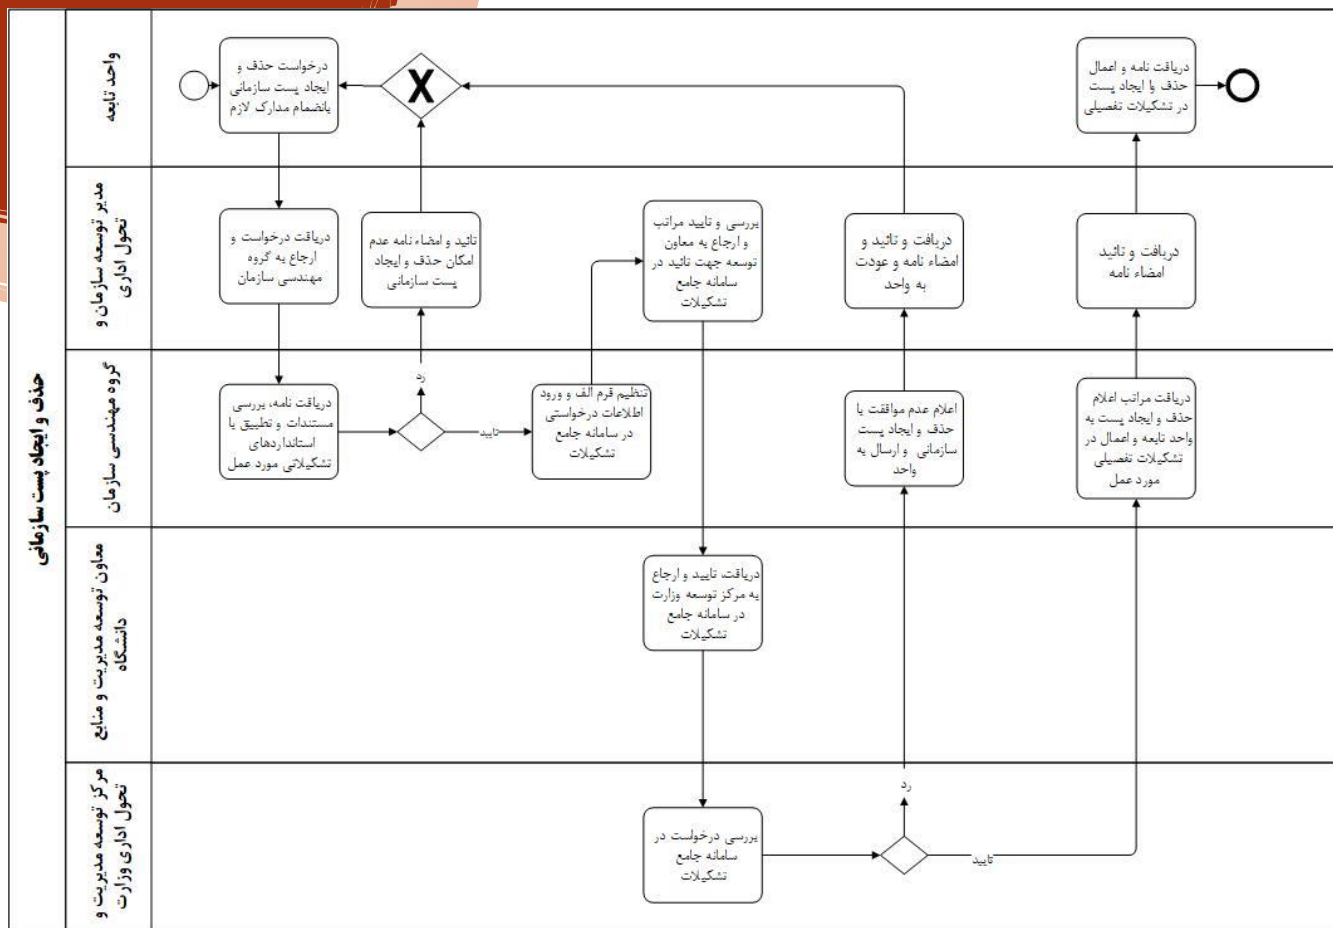 حذف و ایجاد پست سازمانی
واحد تابعه
درخواست حذف و
ایجاد پست سازمانی
بانضمام مدارک لازم
X
دریافت نامه و اعمال
حذف وا ایجاد پست
در تشکیلات تفصیلی
مدیر توسعه سازمان و
تحول اداری
دریافت درخواست و
ارجاع به گروه
مهندسی سازمان
تائید و امضاء نامه عدم
امکان حذف و ایجاد
پست سازمانی
بررسی و تایید مراتب
و ارجاع به معاون
توسعه جهت تائید در
سامانه جامع
تشکیلات
دریافت و تائید و
امضاء نامه و عودت
به واحد
دریافت و تائید
امضاء نامه
گروه مهندسی سازمان
دریافت نامه، بررسی
مستندات و تطبیق با
استانداردهای
تشکیلاتی مورد عمل
رد
تایید
تنظیم فرم الف و ورود
اطلاعات درخواستی
در سامانه جامع
تشکیلات
اعلام عدم موافقت با
حذف و ایجاد پست
سازمانی و ارسال به
واحد
دریافت مراتب اعلام
حذف و ایجاد پست به
واحد تابعه و اعمال در
تشکیلات تفصیلی
مورد عمل
معاون توسعه مدیریت و منابع
دانشگاه
دریافت، تایید و ارجاع
به مرکز توسعه وزارت
در سامانه جامع
تشکیلات
مرکز توسعه مدیریت و
تحول اداری وزارت
بررسی درخواست در
سامانه جامع
تشکیلات
رد
تایید